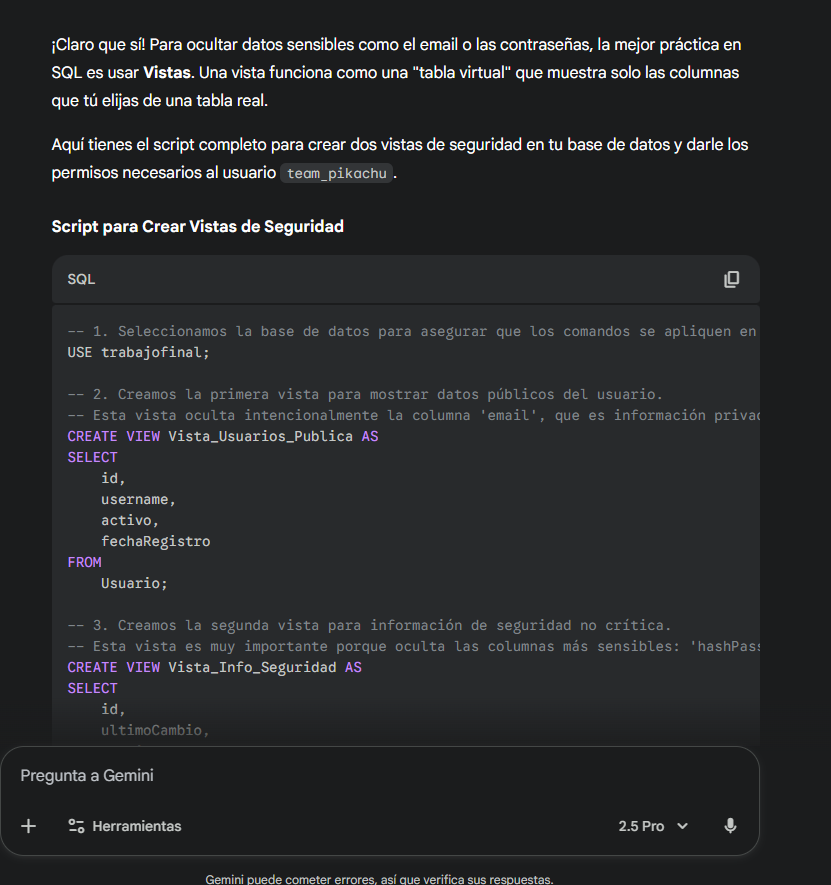 ¡Claro que sí! Para ocultar datos sensibles como el email o las contraseñas, la mejor práctica en
SQL es usar Vistas. Una vista funciona como una "tabla virtual" que muestra solo las columnas
que tú elijas de una tabla real.
Aquí tienes el script completo para crear dos vistas de seguridad en tu base de datos y darle los
permisos necesarios al usuario team_pikachu.
Script para Crear Vistas de Seguridad
SQL
-- 1. Seleccionamos la base de datos para asegurar que los comandos se apliquen en
USE trabajofinal;
-- 2. Creamos la primera vista para mostrar datos públicos del usuario.
-- Esta vista oculta intencionalmente la columna 'email', que es información
CREATE VIEW Vista_Usuarios_Publica AS
SELECT
id,
username,
activo,
fechaRegistro
FROM
Usuario;
-- 3. Creamos la segunda vista para información de seguridad no crítica.
-- Esta vista es muy importante porque oculta las columnas más sensibles: 'hashPass
CREATE VIEW Vista_Info_Seguridad AS
SELECT
id,
ultimoCambio,
Pregunta a Gemini
Herramientas
2.5 Pro
Gemini puede cometer errores, así que verifica sus respuestas.